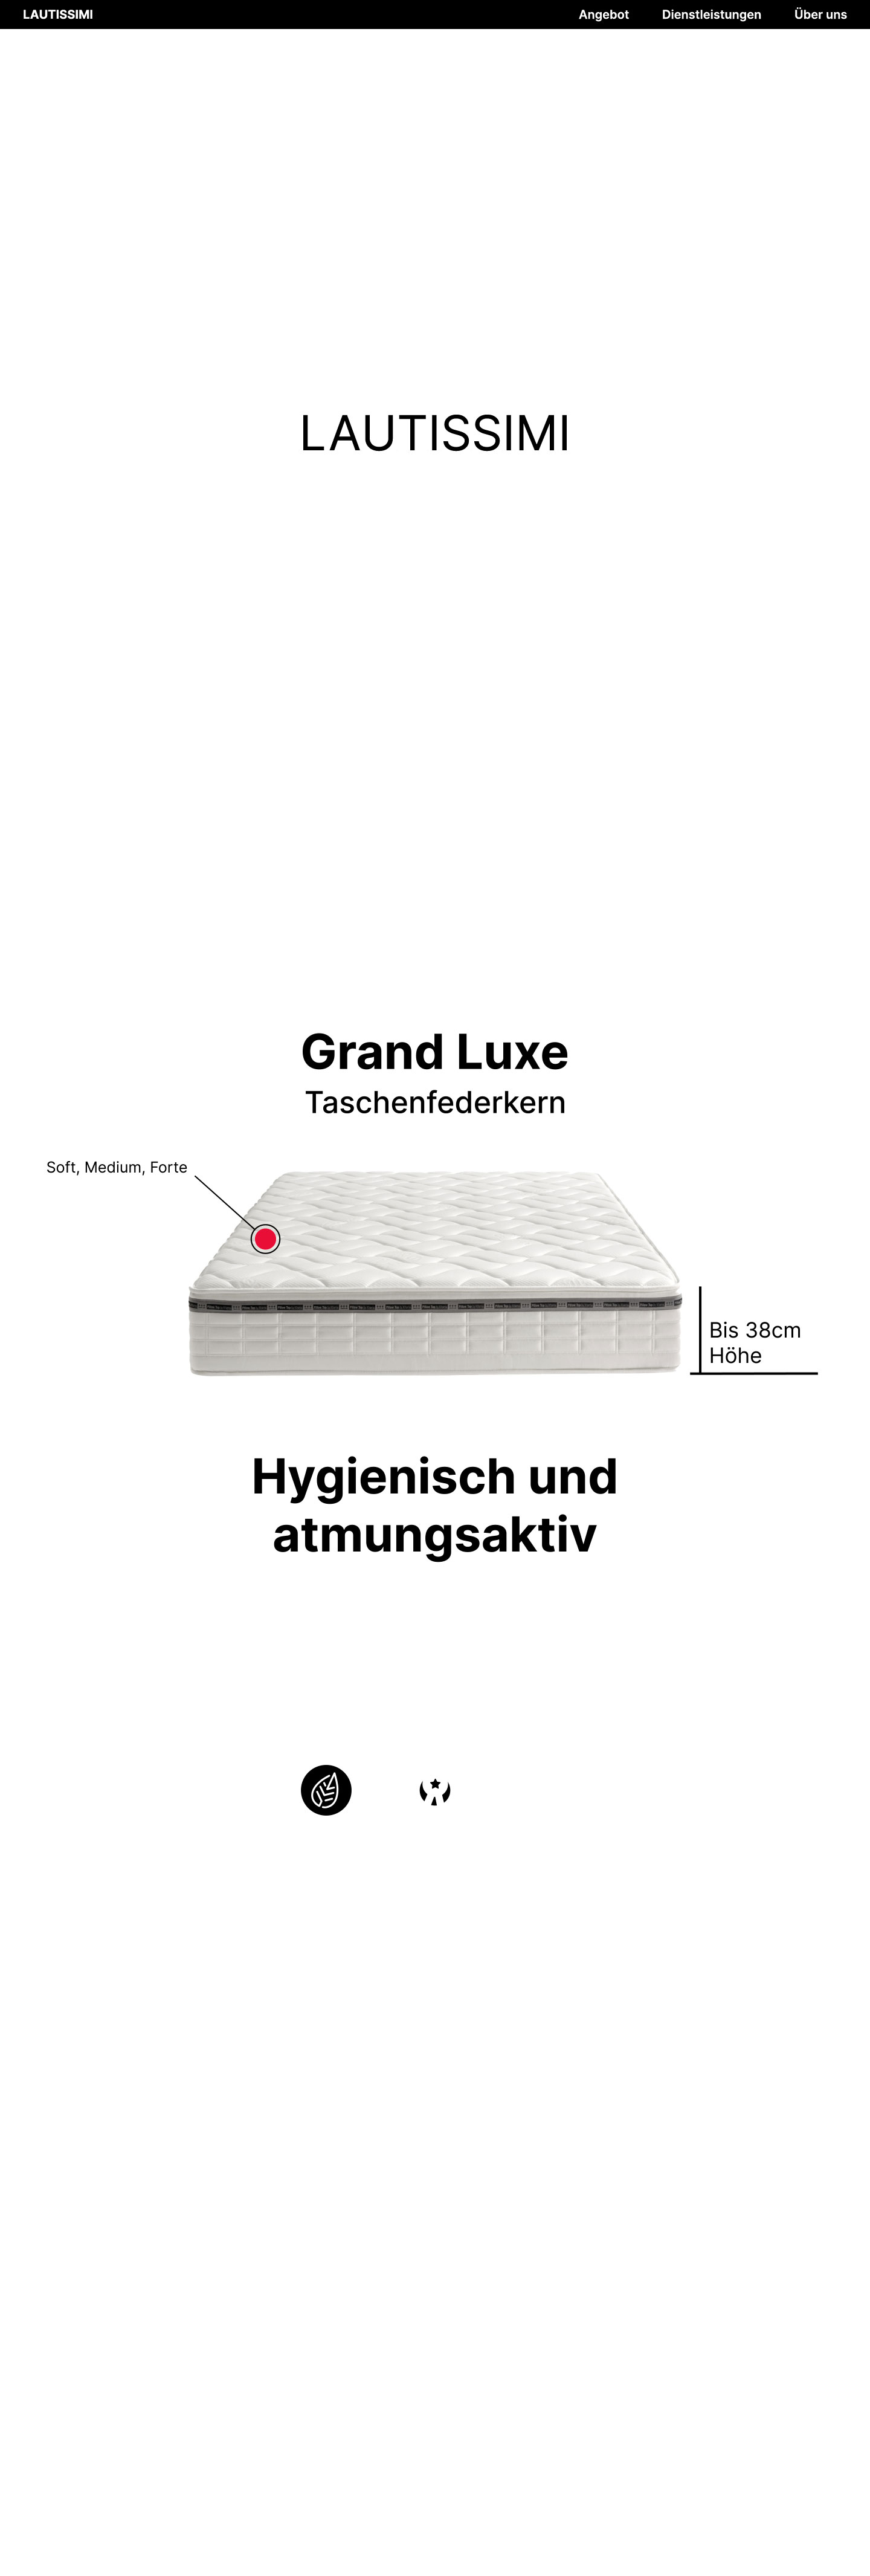 LAUTISSIMI
Angebot
Dienstleistungen
Über uns
LAUTISSIMI
Grand Luxe
Taschenfederkern
Soft, Medium, Forte
Bis 38cm
Höhe
Hygienisch und
atmungsaktiv